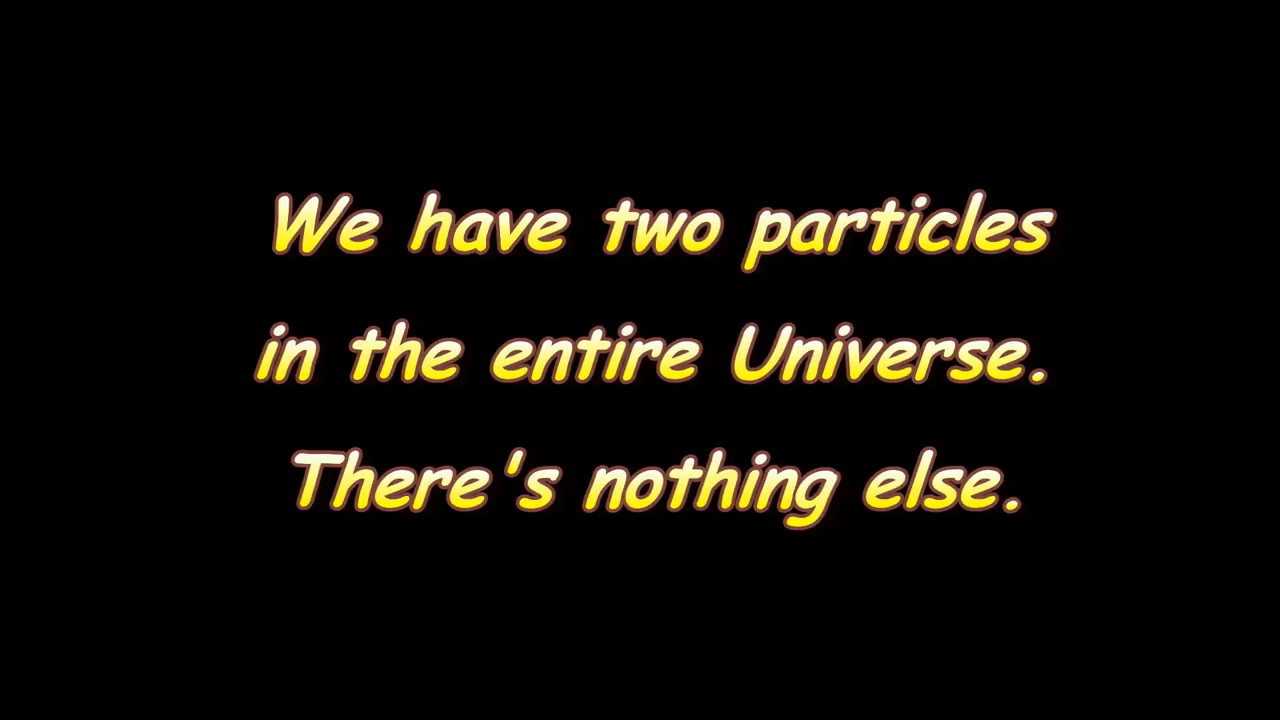 We have two particles
in the entire Universe.
There's nothing else.